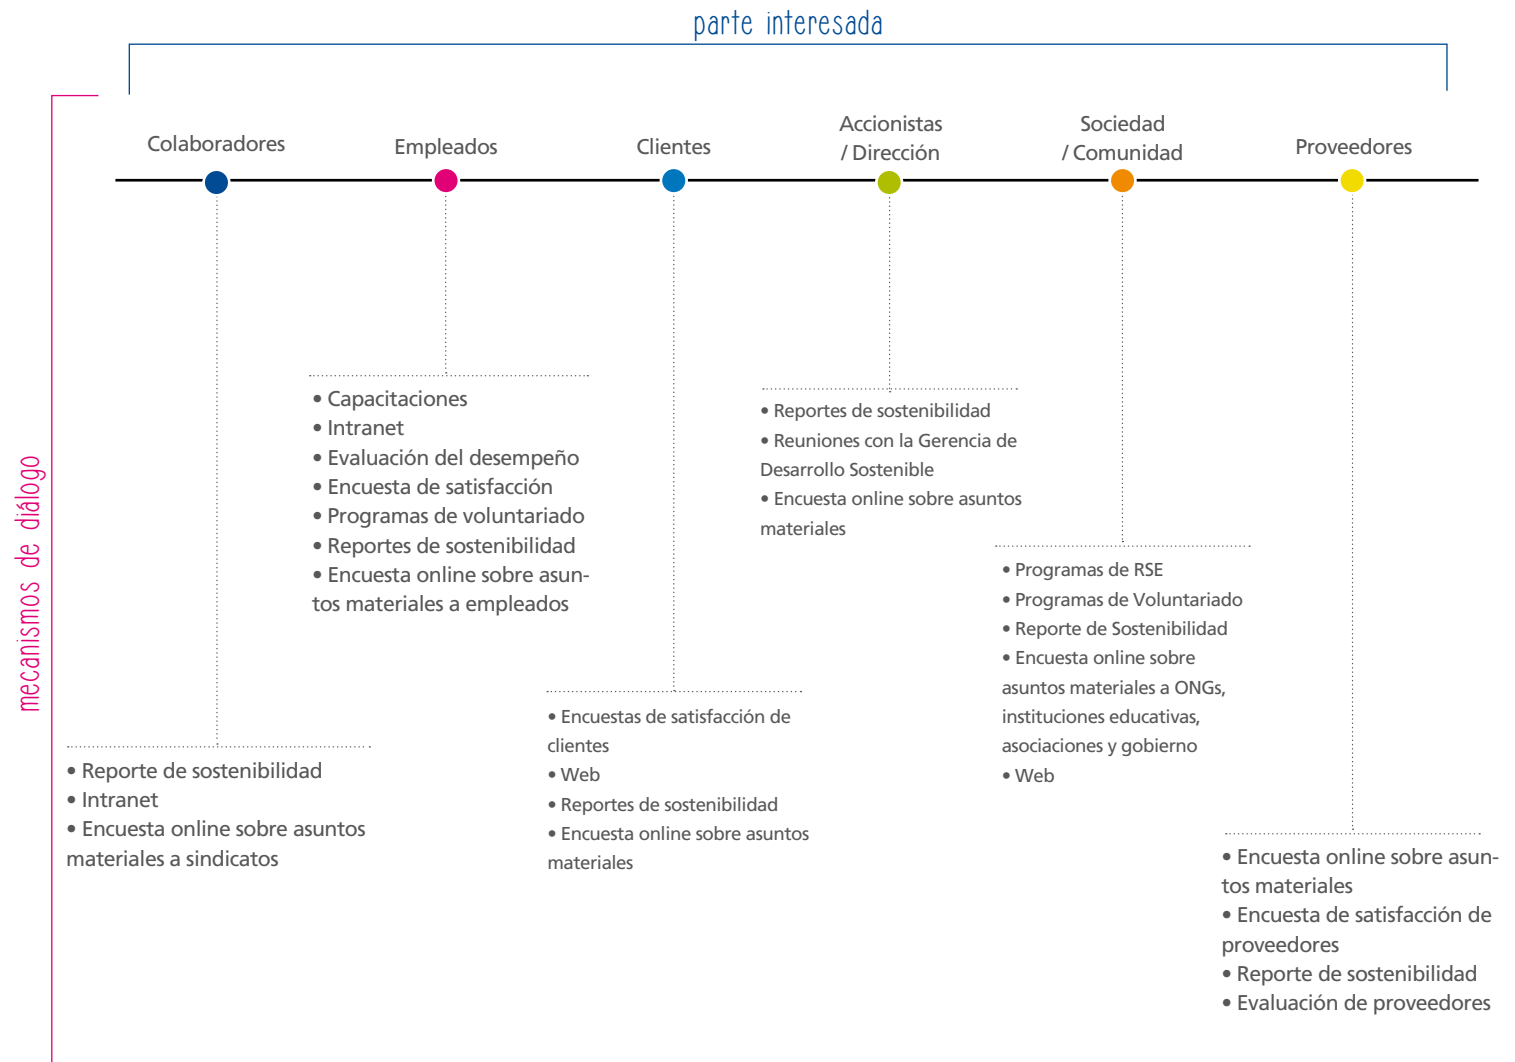 parte interesada
mecanismos de diálogo
Colaboradores
• Reporte de sostenibilidad
• Intranet
• Encuesta online sobre asuntos
materiales a sindicatos
Empleados
• Capacitaciones
• Intranet
• Evaluación del desempeño
• Encuesta de satisfacción
• Programas de voluntariado
• Reportes de sostenibilidad
• Encuesta online sobre asun-
tos materiales a empleados
Clientes
• Encuestas de satisfacción de
clientes
• Web
• Reportes de sostenibilidad
• Encuesta online sobre asuntos
materiales
Accionistas
/ Dirección
• Reportes de sostenibilidad
• Reuniones con la Gerencia de
Desarrollo Sostenible
• Encuesta online sobre asuntos
materiales
Sociedad
/ Comunidad
• Programas de RSE
• Programas de Voluntariado
• Reporte de Sostenibilidad
• Encuesta online sobre
asuntos materiales a ONGs,
instituciones educativas,
asociaciones y gobierno
• Web
Proveedores
• Encuesta online sobre asun-
tos materiales
• Encuesta de satisfacción de
proveedores
• Reporte de sostenibilidad
• Evaluación de proveedores